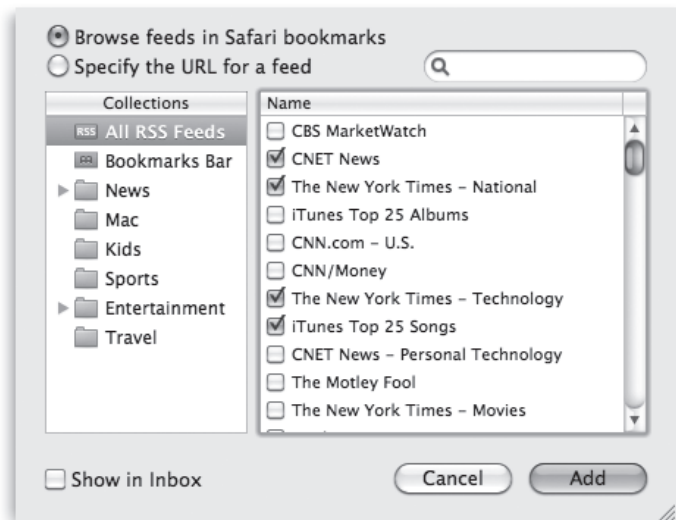 Browse feeds in Safari bookmarks
Specify the URL for a feed
Collections
RSS All RSS Feeds
Bookmarks Bar
News
Mac
Kids
Sports
Entertainment
Travel
Name
CBS MarketWatch
CNET News
The New York Times – National
iTunes Top 25 Albums
CNN.com – U.S.
CNN/Money
The New York Times – Technology
iTunes Top 25 Songs
CNET News – Personal Technology
The Motley Fool
The New York Times – Movies
Show in Inbox
Cancel
Add